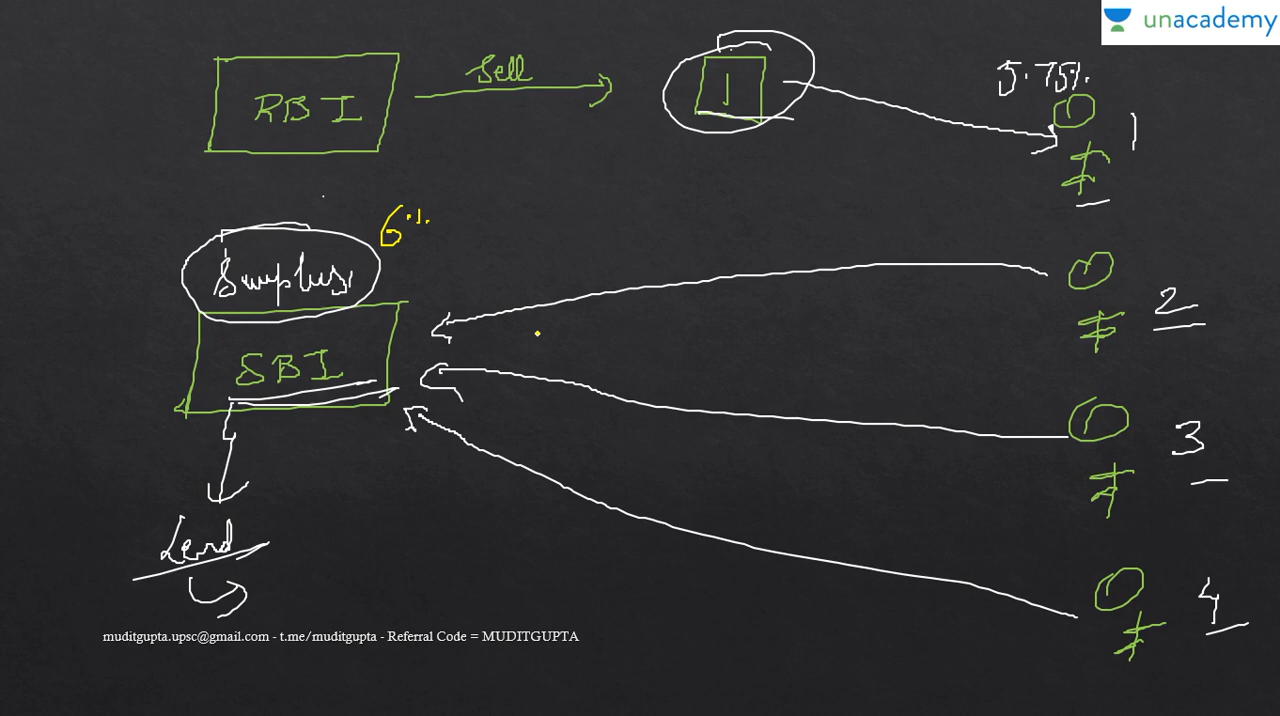 unacademy
Sell
5.75%
RBI
1
1
6%
Surplus
2
SBI
3
Lend
4
muditgupta.upsc@gmail.com - t.me/muditgupta - Referral Code = MUDITGUPTA